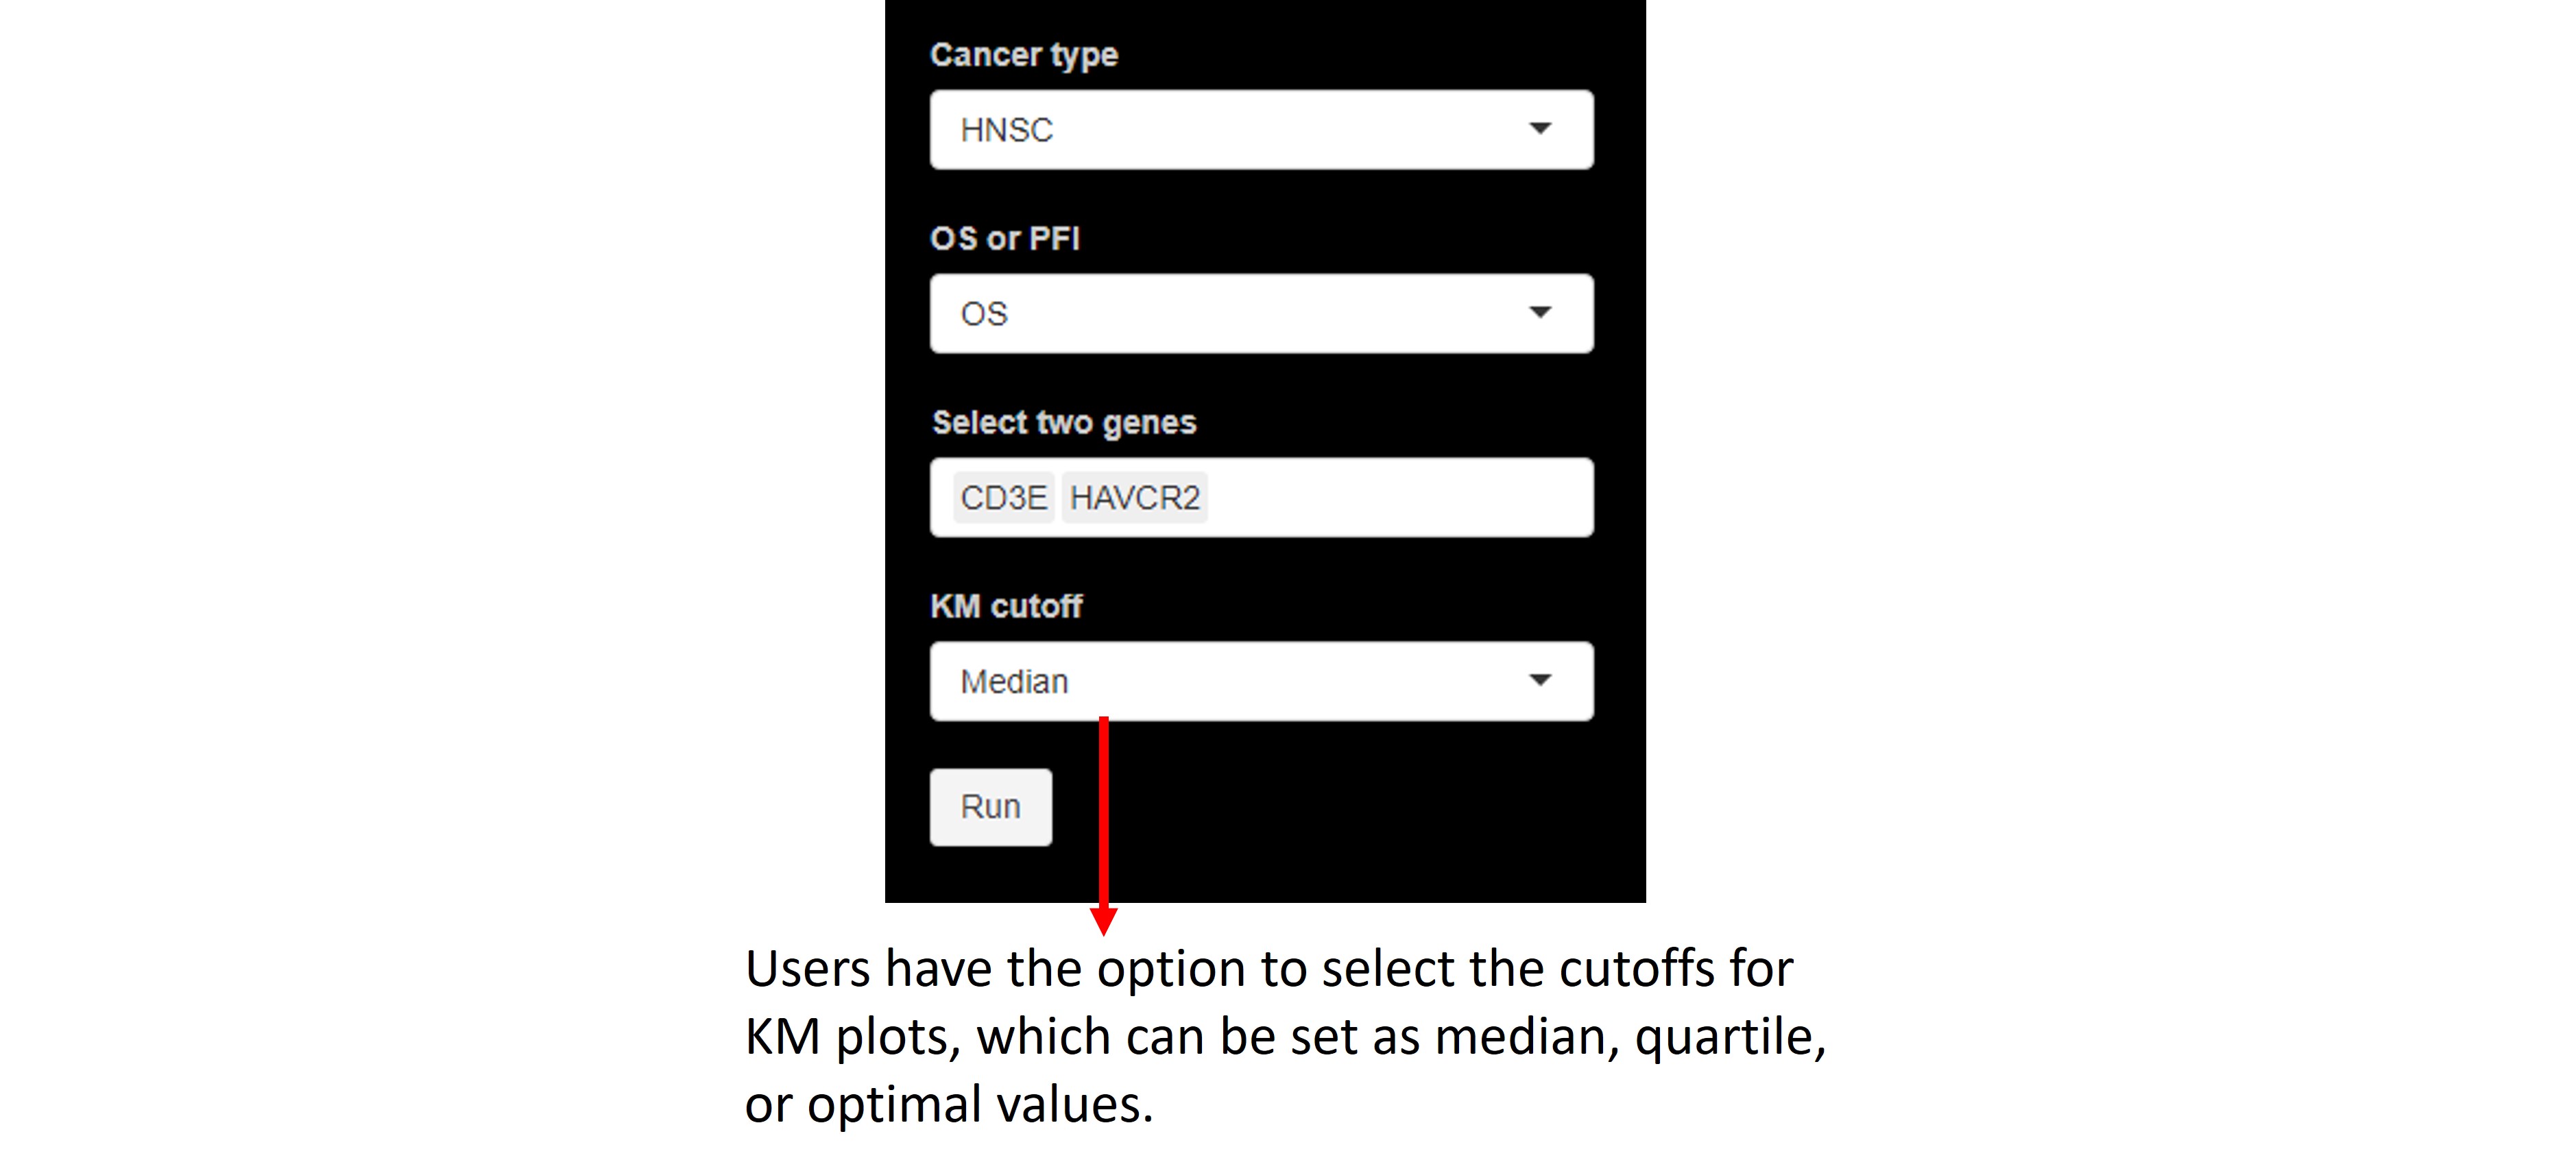 Cancer type
HNSC
OS or PFI
OS
Select two genes
CD3E HAVCR2
KM cutoff
Median
Run
Users have the option to select the cutoffs for
KM plots, which can be set as median, quartile,
or optimal values.